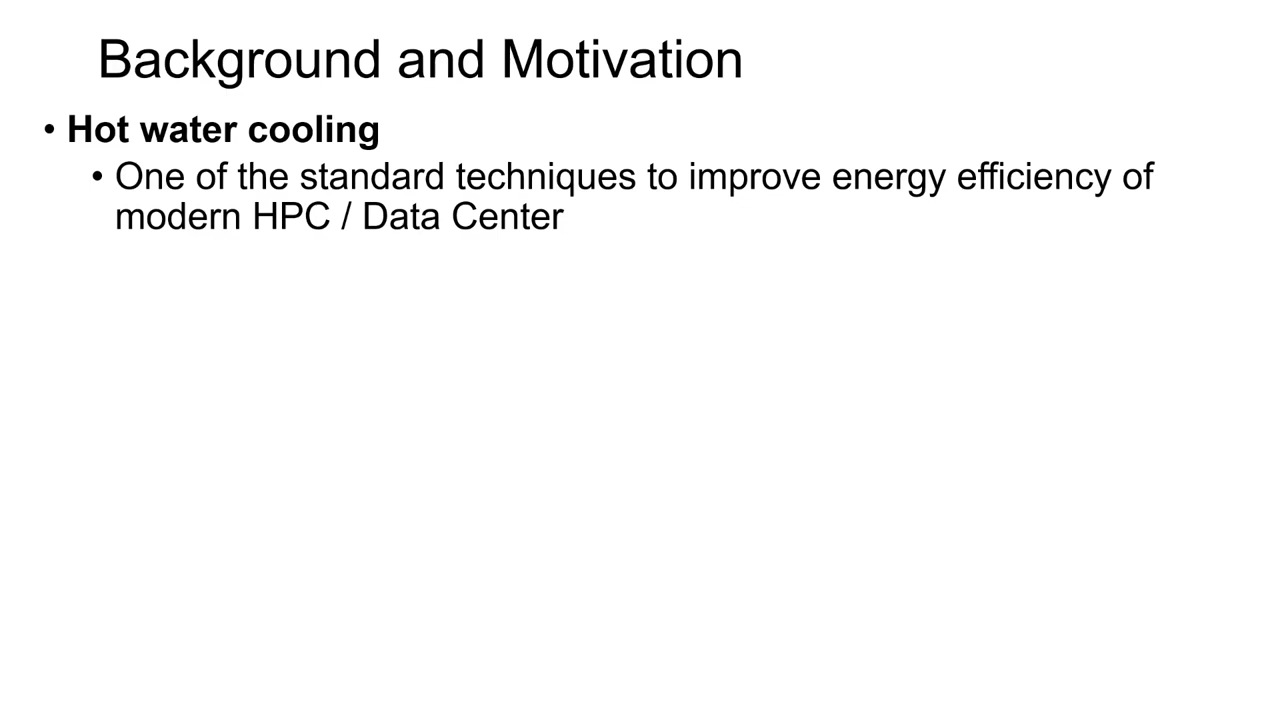 Background and Motivation
• Hot water cooling
• One of the standard techniques to improve energy efficiency of
modern HPC / Data Center